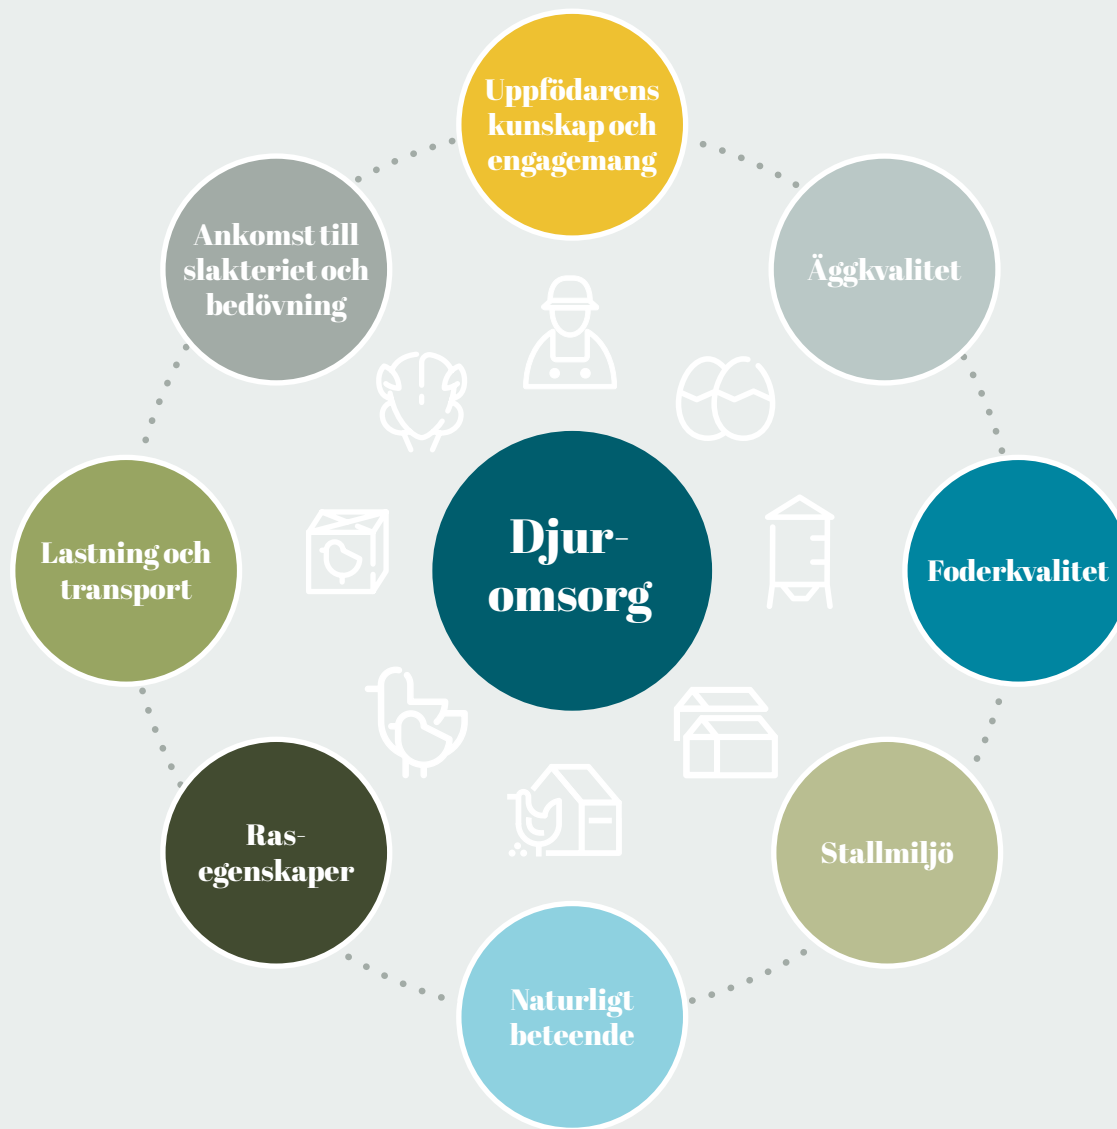 Uppfödarens
kunskap och
engagemang
Äggkvalitet
Foderkvalitet
Stallmiljö
Naturligt
beteende
Ras-
egenskaper
Lastning och
transport
Ankomst till
slakteriet och
bedövning
Djur-
omsorg